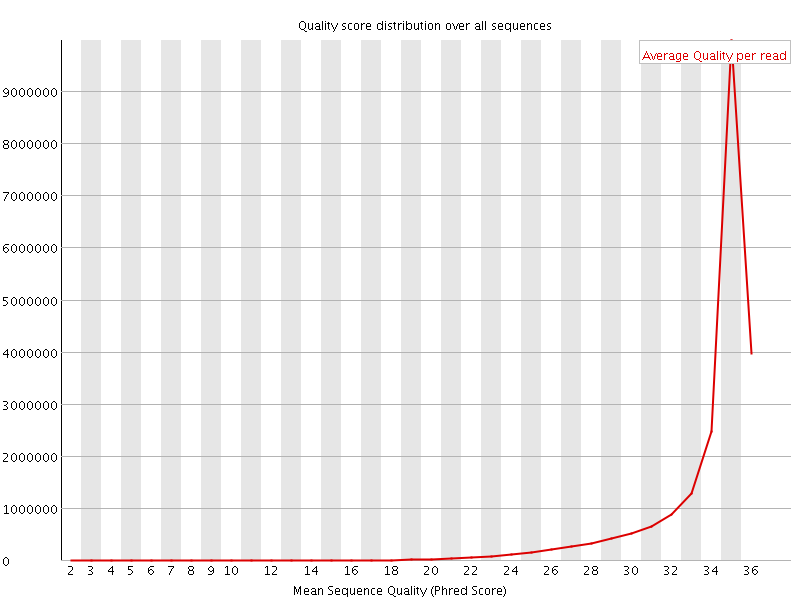 Quality score distribution over all sequences
Average Quality per read
9000000
8000000
7000000
6000000
5000000
4000000
3000000
2000000
1000000
0
2 3 4 5 6 7 8 9 10 12 14 16 18 20 22 24 26 28 30 32 34 36
Mean Sequence Quality (Phred Score)